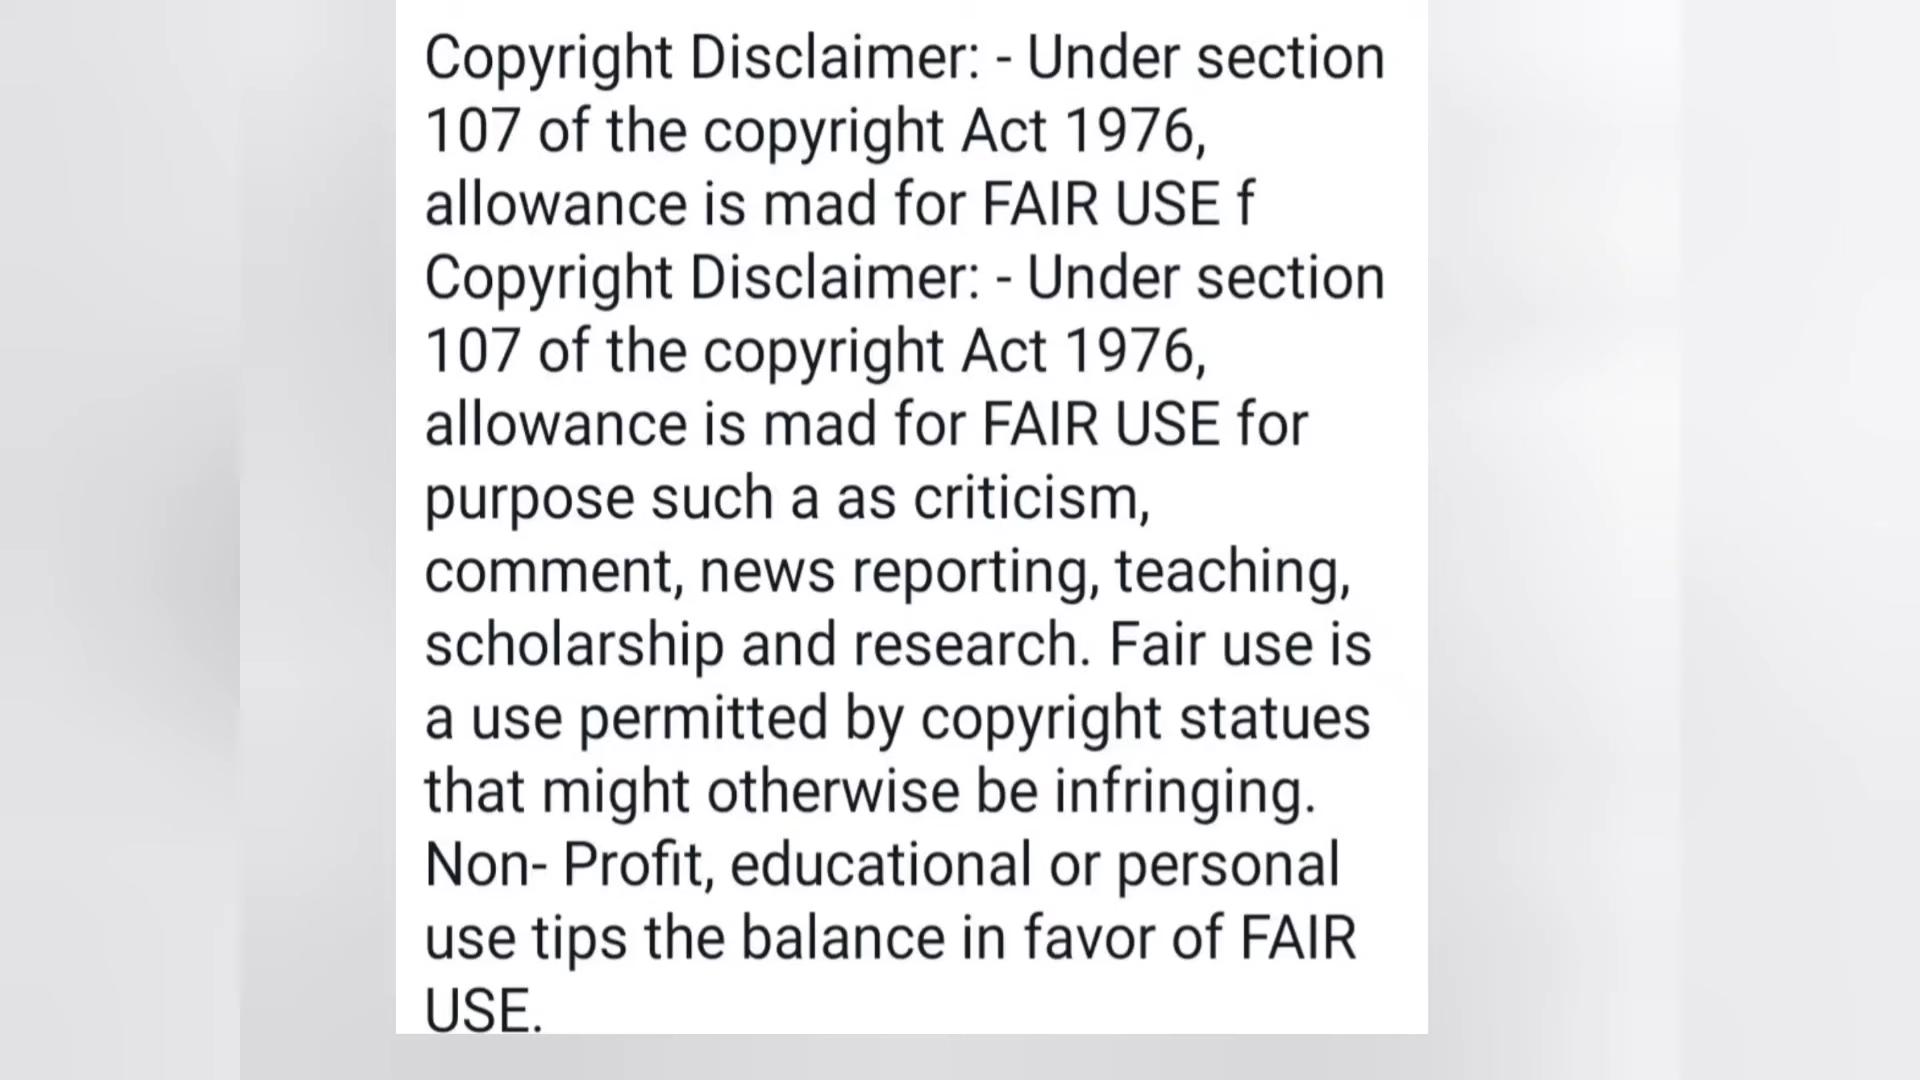 Copyright Disclaimer: - Under section
107 of the copyright Act 1976,
allowance is mad for FAIR USE f
Copyright Disclaimer: - Under section
107 of the copyright Act 1976,
allowance is mad for FAIR USE for
purpose such a as criticism,
comment, news reporting, teaching,
scholarship and research. Fair use is
a use permitted by copyright statues
that might otherwise be infringing.
Non- Profit, educational or personal
use tips the balance in favor of FAIR
USE.